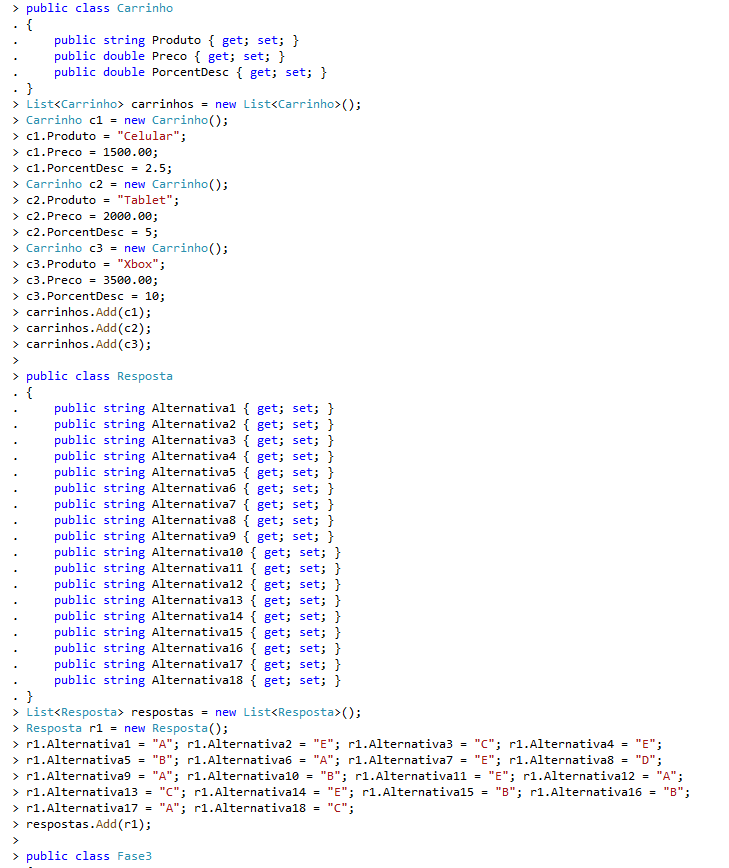 > public class Carrinho
. {
.     public string Produto { get; set; }
.     public double Preco { get; set; }
.     public double PorcentDesc { get; set; }
. }
> List<Carrinho> carrinhos = new List<Carrinho>();
> Carrinho c1 = new Carrinho();
> c1.Produto = "Celular";
> c1.Preco = 1500.00;
> c1.PorcentDesc = 2.5;
> Carrinho c2 = new Carrinho();
> c2.Produto = "Tablet";
> c2.Preco = 2000.00;
> c2.PorcentDesc = 5;
> Carrinho c3 = new Carrinho();
> c3.Produto = "Xbox";
> c3.Preco = 3500.00;
> c3.PorcentDesc = 10;
> carrinhos.Add(c1);
> carrinhos.Add(c2);
> carrinhos.Add(c3);
>
> public class Resposta
. {
.     public string Alternativa1 { get; set; }
.     public string Alternativa2 { get; set; }
.     public string Alternativa3 { get; set; }
.     public string Alternativa4 { get; set; }
.     public string Alternativa5 { get; set; }
.     public string Alternativa6 { get; set; }
.     public string Alternativa7 { get; set; }
.     public string Alternativa8 { get; set; }
.     public string Alternativa9 { get; set; }
.     public string Alternativa10 { get; set; }
.     public string Alternativa11 { get; set; }
.     public string Alternativa12 { get; set; }
.     public string Alternativa13 { get; set; }
.     public string Alternativa14 { get; set; }
.     public string Alternativa15 { get; set; }
.     public string Alternativa16 { get; set; }
.     public string Alternativa17 { get; set; }
.     public string Alternativa18 { get; set; }
. }
> List<Resposta> respostas = new List<Resposta>();
> Resposta r1 = new Resposta();
> r1.Alternativa1 = "A"; r1.Alternativa2 = "E"; r1.Alternativa3 = "C"; r1.Alternativa4 = "E";
> r1.Alternativa5 = "B"; r1.Alternativa6 = "A"; r1.Alternativa7 = "E"; r1.Alternativa8 = "D";
> r1.Alternativa9 = "A"; r1.Alternativa10 = "B"; r1.Alternativa11 = "E"; r1.Alternativa12 = "A";
> r1.Alternativa13 = "C"; r1.Alternativa14 = "E"; r1.Alternativa15 = "B"; r1.Alternativa16 = "B";
> r1.Alternativa17 = "A"; r1.Alternativa18 = "C";
> respostas.Add(r1);
>
> public class Fase3